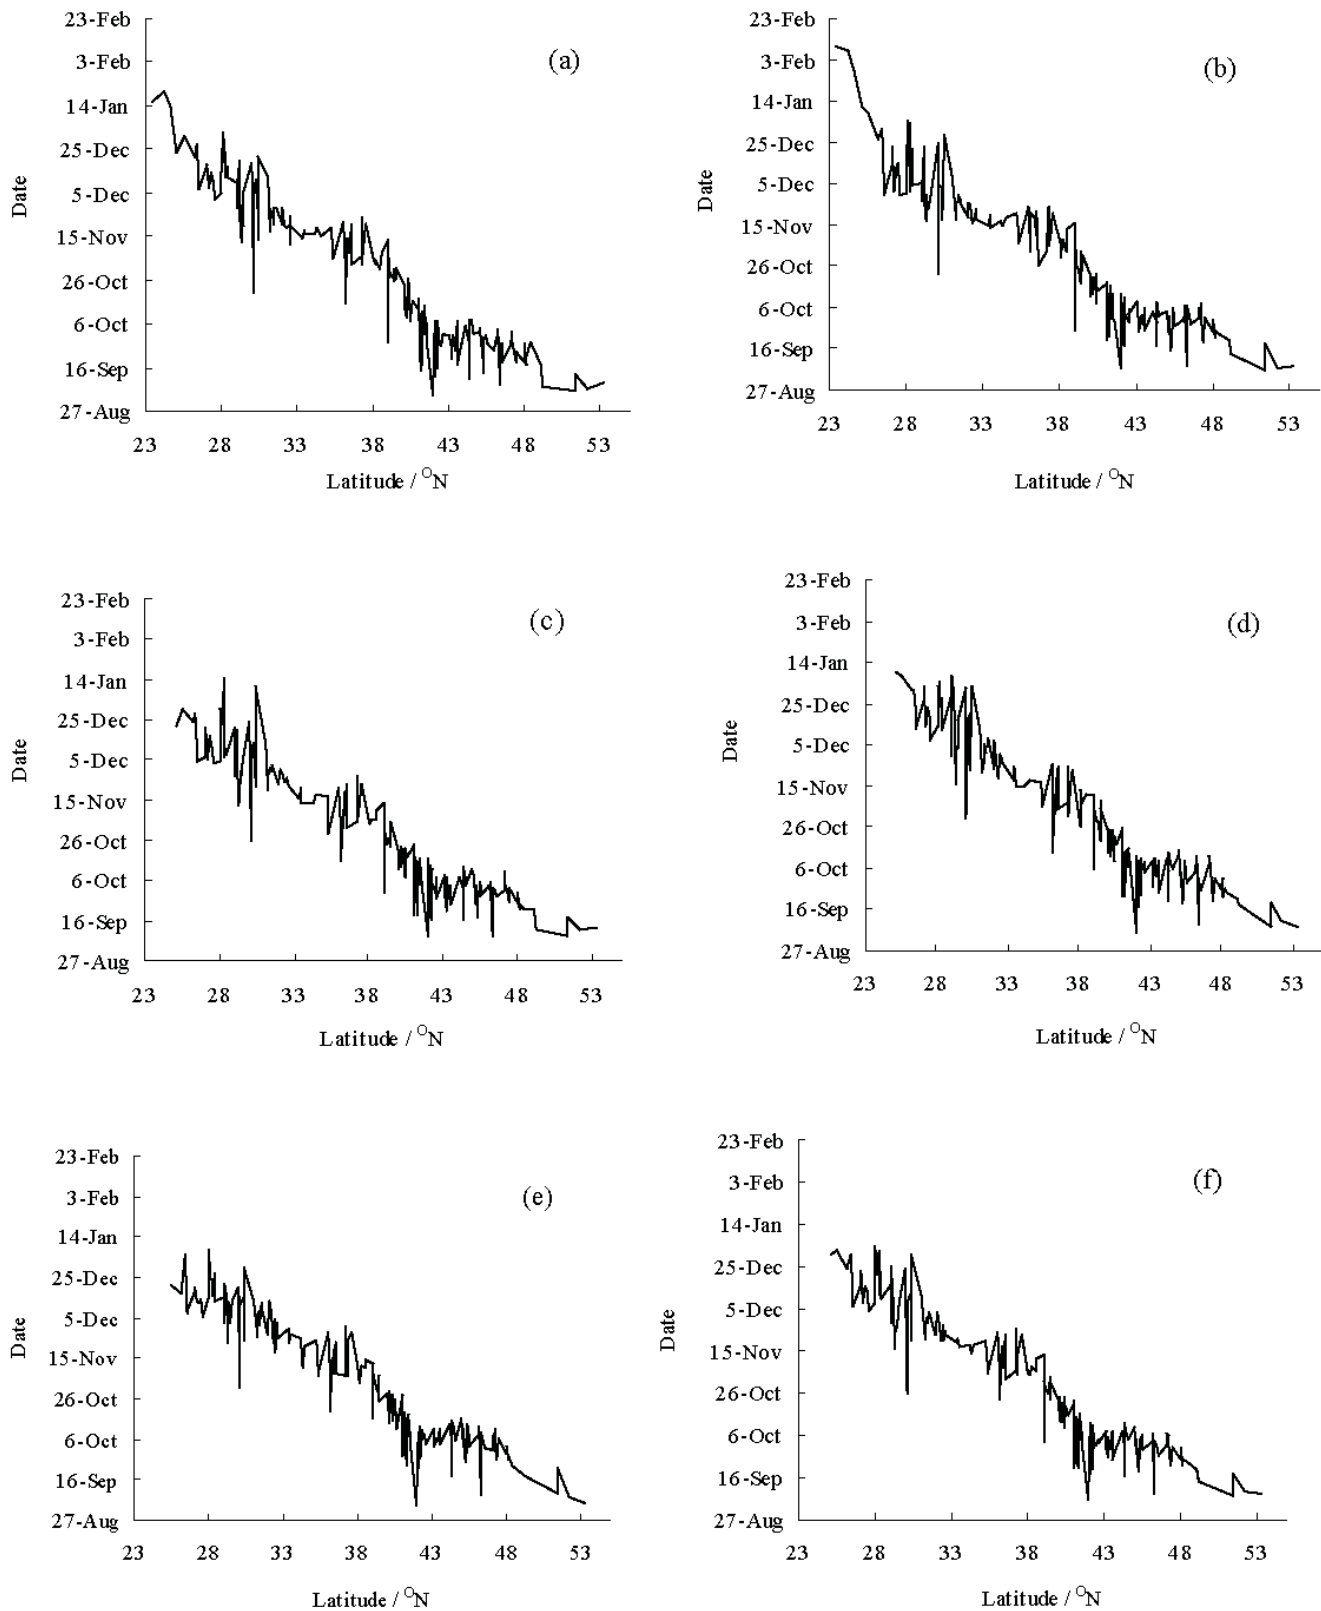 (a)
23-Feb
3-Feb
14-Jan
25-Dec
5-Dec
15-Nov
26-Oct
6-Oct
16-Sep
27-Aug
Date
23 28 33 38 43 48 53
Latitude / °N
(b)
23-Feb
3-Feb
14-Jan
25-Dec
5-Dec
15-Nov
26-Oct
6-Oct
16-Sep
27-Aug
Date
23 28 33 38 43 48 53
Latitude / °N
(c)
23-Feb
3-Feb
14-Jan
25-Dec
5-Dec
15-Nov
26-Oct
6-Oct
16-Sep
27-Aug
Date
23 28 33 38 43 48 53
Latitude / °N
(d)
23-Feb
3-Feb
14-Jan
25-Dec
5-Dec
15-Nov
26-Oct
6-Oct
16-Sep
27-Aug
Date
23 28 33 38 43 48 53
Latitude / °N
(e)
23-Feb
3-Feb
14-Jan
25-Dec
5-Dec
15-Nov
26-Oct
6-Oct
16-Sep
27-Aug
Date
23 28 33 38 43 48 53
Latitude / °N
(f)
23-Feb
3-Feb
14-Jan
25-Dec
5-Dec
15-Nov
26-Oct
6-Oct
16-Sep
27-Aug
Date
23 28 33 38 43 48 53
Latitude / °N